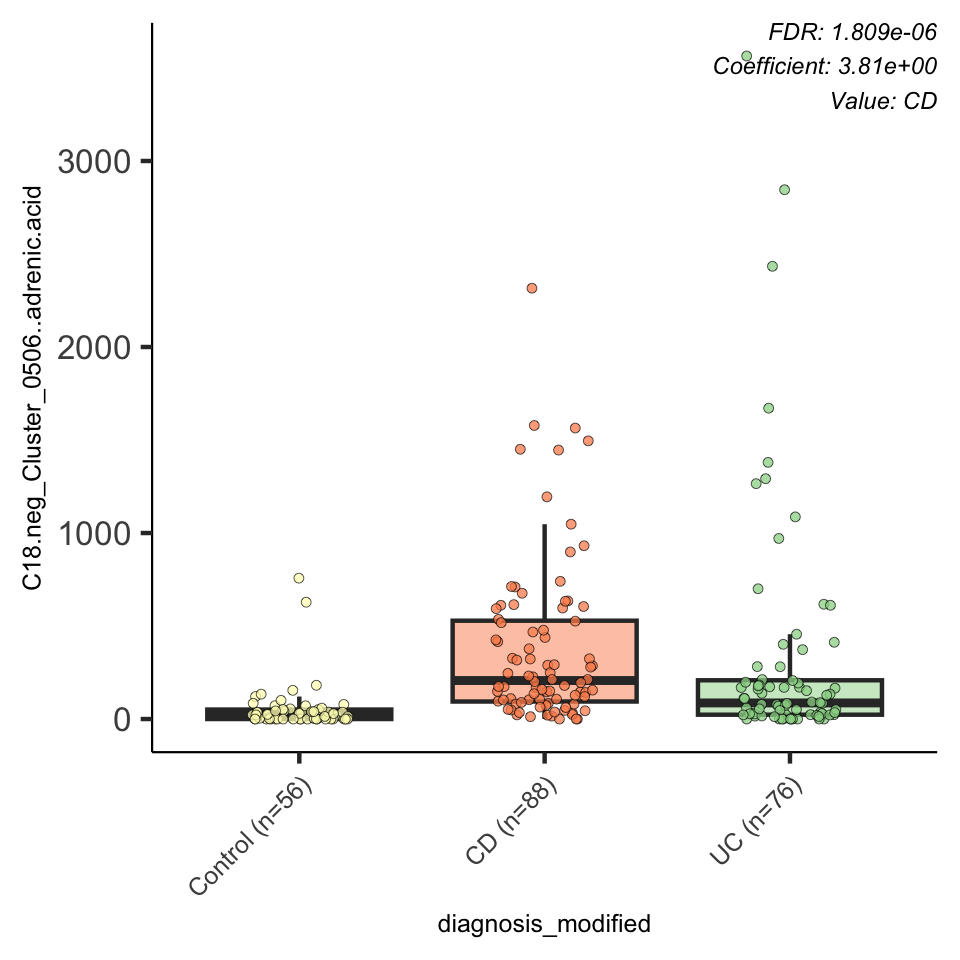 FDR: 1.809e-06
Coefficient: 3.81e+00
Value: CD
C18.neg_Cluster_0506..adrenic.acid
3000
2000
1000
0
Control (n=56)
CD (n=88)
UC (n=76)
diagnosis_modified